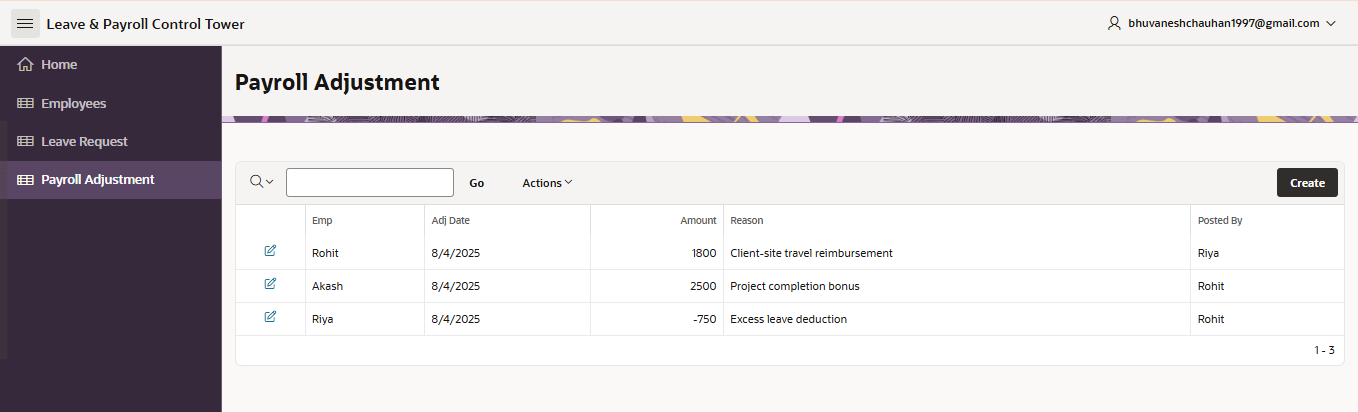 Leave & Payroll Control Tower
bhuvaneshchauhan1997@gmail.com
Home
Employees
Leave Request
Payroll Adjustment
Payroll Adjustment
Go Actions Create
Emp Adj Date Amount Reason Posted By
Rohit 8/4/2025 1800 Client-site travel reimbursement Riya
Akash 8/4/2025 2500 Project completion bonus Rohit
Riya 8/4/2025 -750 Excess leave deduction Rohit
1 - 3